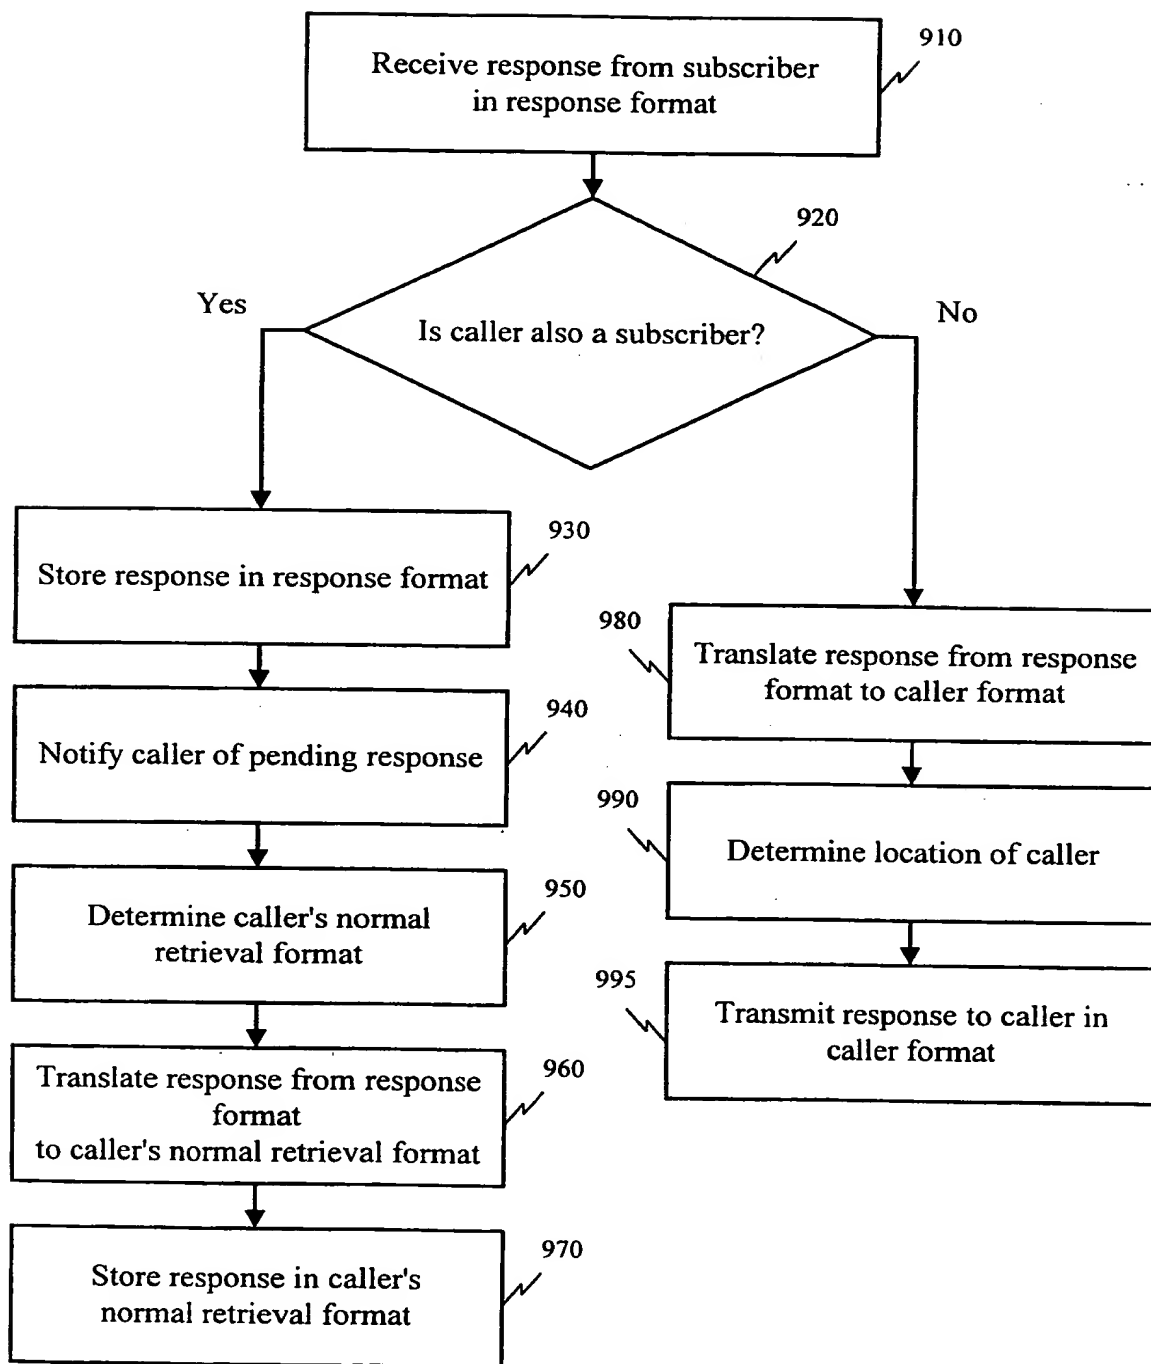 Receive response from subscriber
in response format
910
920
Is caller also a subscriber?
Yes
No
Store response in response format
930
Notify caller of pending response
940
Determine caller's normal
retrieval format
950
Translate response from response
format
to caller's normal retrieval format
960
Store response in caller's
normal retrieval format
970
980
Translate response from response
format to caller format
990
Determine location of caller
995
Transmit response to caller in
caller format